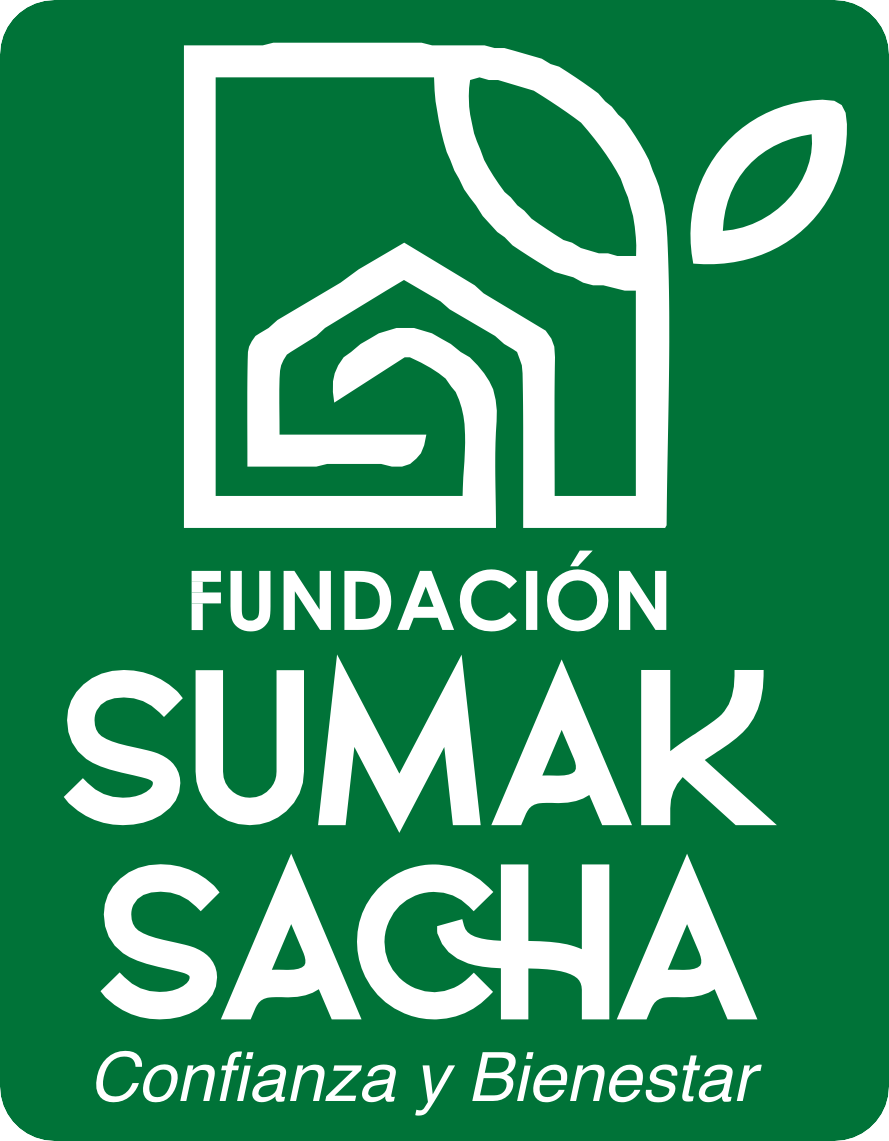 FUNDACIÓN
SUMAK
SACHA
Confianza y Bienestar